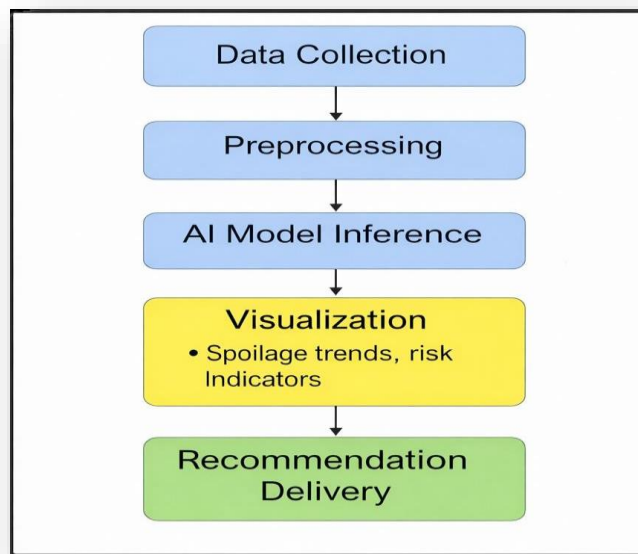 Data Collection
Preprocessing
AI Model Inference
Visualization
• Spoilage trends, risk
Indicators
Recommendation
Delivery